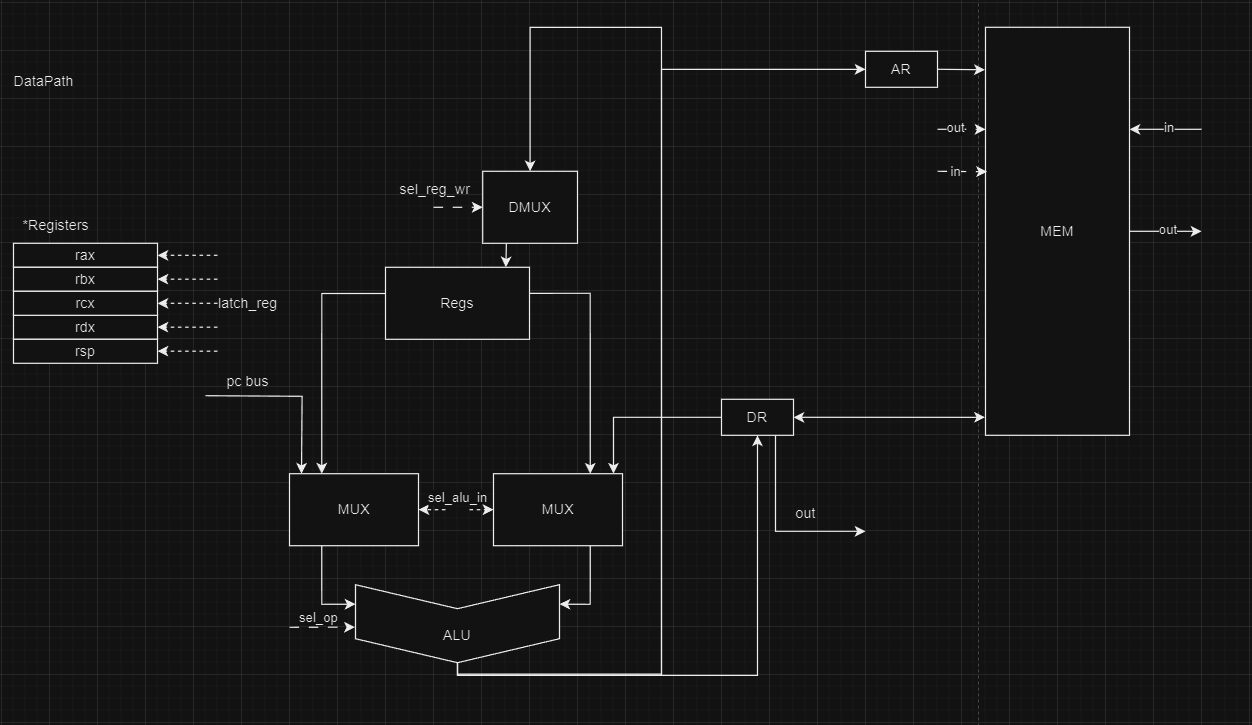 DataPath
AR
out
in
in
sel_reg_wr
DMUX
*Registers
rax
rbx
rcx
rdx
rsp
latch_reg
Regs
MEM
out
pc bus
DR
MUX
sel_alu_in
MUX
out
sel_op
ALU